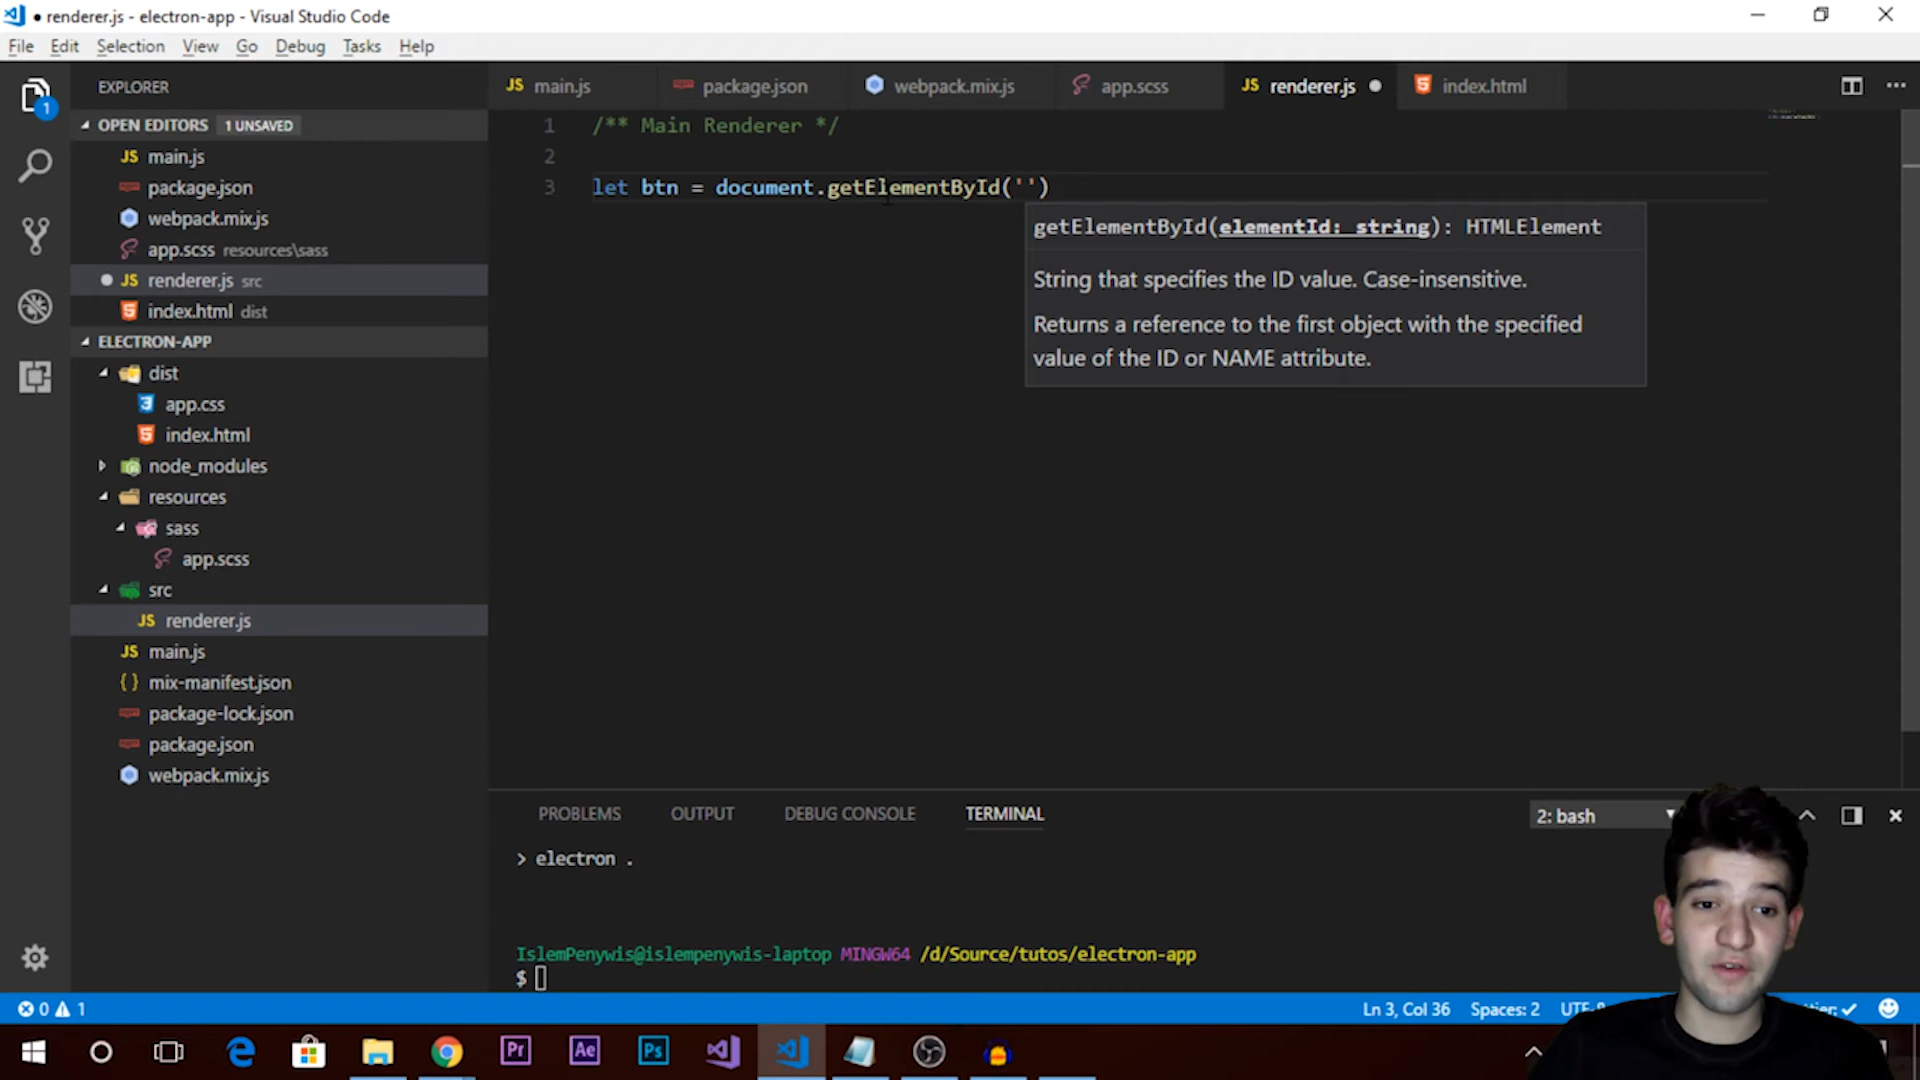 renderer.js - electron-app - Visual Studio Code
File Edit Selection View Go Debug Tasks Help
EXPLORER
main.js package.json webpack.mix.js app.scss renderer.js index.html
OPEN EDITORS 1 UNSAVED
JS main.js
package.json
webpack.mix.js
app.scss resources\sass
JS renderer.js src
index.html dist
ELECTRON-APP
dist
app.css
index.html
node_modules
resources
sass
app.scss
src
JS renderer.js
JS main.js
{ } mix-manifest.json
package-lock.json
package.json
webpack.mix.js
1 /** Main Renderer */
2
3 let btn = document.getElementById('')
getElementById(elementId: string): HTMLElement
String that specifies the ID value. Case-insensitive.
Returns a reference to the first object with the specified
value of the ID or NAME attribute.
PROBLEMS OUTPUT DEBUG CONSOLE TERMINAL 2: bash
> electron .
IslemPenywis@islempenywis-laptop MINGW64 /d/Source/tutos/electron-app
$
0 1 Ln 3, Col 36 Spaces: 2
Pr Ae Ps